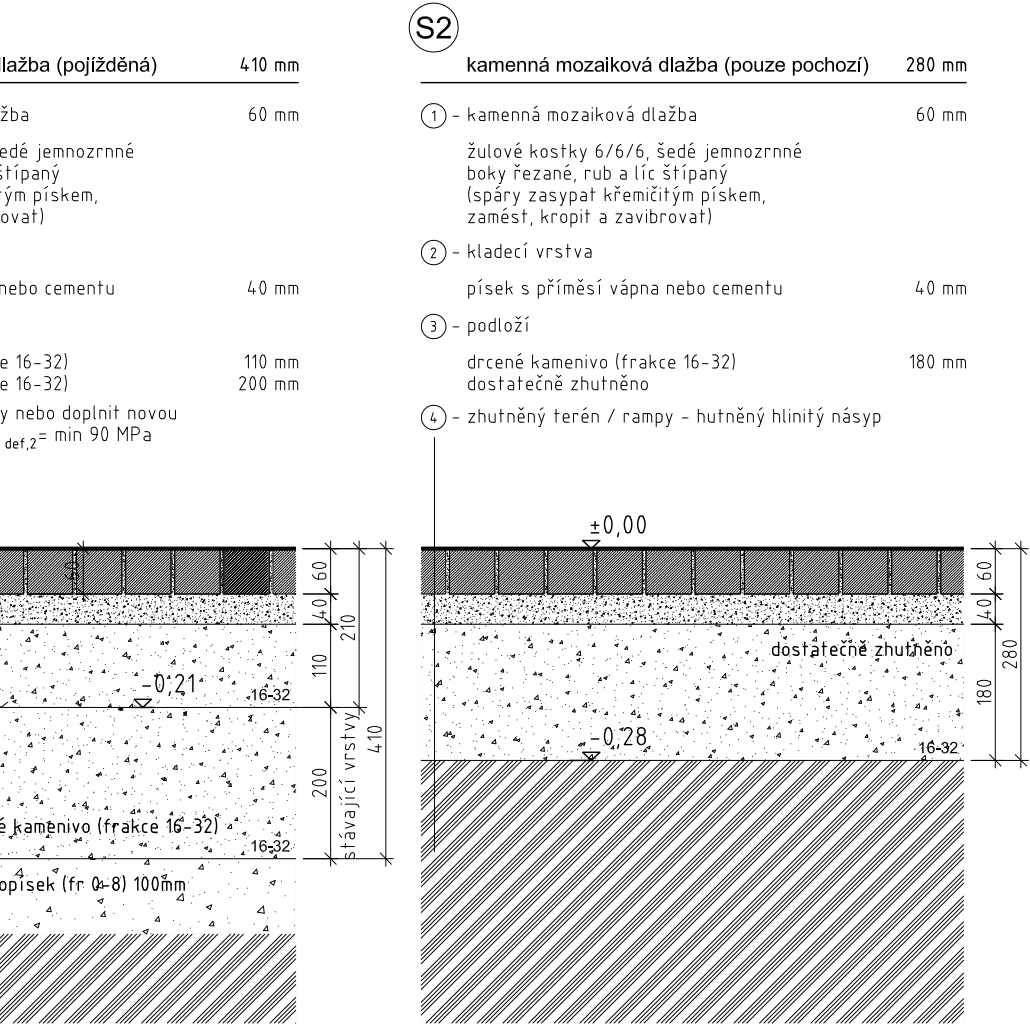 lažba (pojížděná) 410 mm
žba 60 mm
edé jemnozrnné
štípaný
tým pískem,
ovat)
nebo cementu 40 mm
e 16-32) 110 mm
e 16-32) 200 mm
y nebo doplnit novou
def,2 = min 90 MPa
60
60
40
210
110
-0,21
16-32
stávající vrstvy
410
200
é kamenivo (frakce 16-32)
16-32
opísek (fr 0-8) 100mm
S2
kamenná mozaiková dlažba (pouze pochozí) 280 mm
1 - kamenná mozaiková dlažba 60 mm
žulové kostky 6/6/6, šedé jemnozrnné
boky řezané, rub a líc štípaný
(spáry zasypat křemičitým pískem,
zamést, kropit a zavibrovat)
2 - kladecí vrstva
písek s příměsí vápna nebo cementu 40 mm
3 - podloží
drcené kamenivo (frakce 16-32) 180 mm
dostatečně zhutněno
4 - zhutněný terén / rampy - hutněný hlinitý násyp
±0,00
60
40
dostatečně zhutněno
280
180
-0,28
16-32